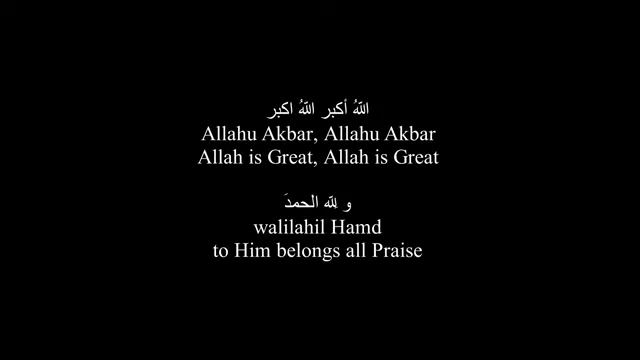 اللهُ أكبر اللهُ اكبر
Allahu Akbar, Allahu Akbar
Allah is Great, Allah is Great
و لله الحمدَ
walilahil Hamd
to Him belongs all Praise